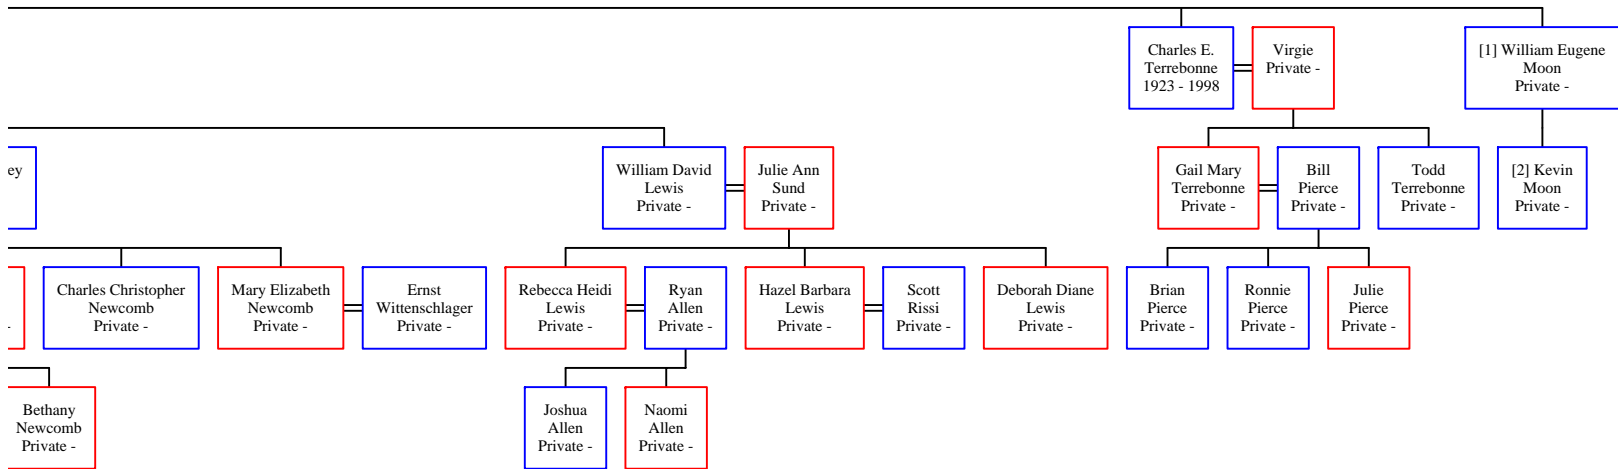 Charles E.
Terrebonne
1923 - 1998
Virgie
Private -
[1] William Eugene
Moon
Private -
ey
William David
Lewis
Private -
Julie Ann
Sund
Private -
Gail Mary
Terrebonne
Private -
Bill
Pierce
Private -
Todd
Terrebonne
Private -
[2] Kevin
Moon
Private -
-
Charles Christopher
Newcomb
Private -
Mary Elizabeth
Newcomb
Private -
Ernst
Wittenschlager
Private -
Rebecca Heidi
Lewis
Private -
Ryan
Allen
Private -
Hazel Barbara
Lewis
Private -
Scott
Rissi
Private -
Deborah Diane
Lewis
Private -
Brian
Pierce
Private -
Ronnie
Pierce
Private -
Julie
Pierce
Private -
Bethany
Newcomb
Private -
Joshua
Allen
Private -
Naomi
Allen
Private -